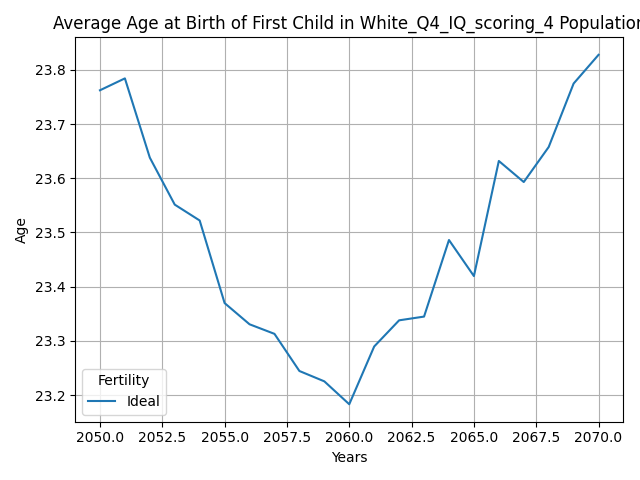 Average Age at Birth of First Child in White_Q4_IQ_scoring_4 Population
23.8
23.7
23.6
23.5
23.4
23.3
23.2
Age
Fertility
Ideal
2050.0 2052.5 2055.0 2057.5 2060.0 2062.5 2065.0 2067.5 2070.0
Years